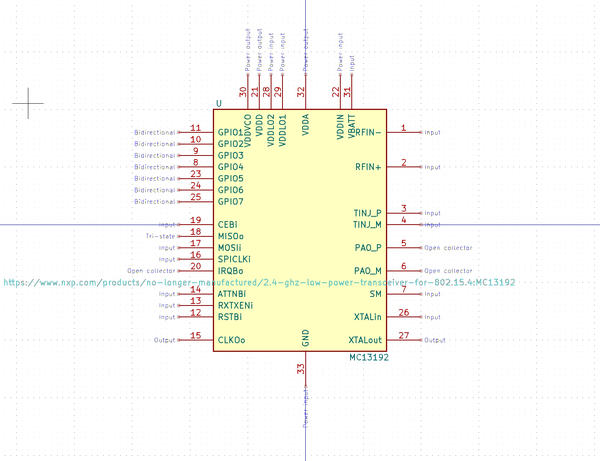 Power output
Power output
Power input
Power input
Power output
Power input
Input
30
21
28
29
32
22
31
U
VDDVCO
VDDD
VDDLO2
VDDLO1
VDDA
VDDIN
VBATT
Bidirectional 11 GPIO1 RFIN- 1 Input
Bidirectional 10 GPIO2
Bidirectional 9 GPIO3
Bidirectional 8 GPIO4 RFIN+ 2 Input
Bidirectional 23 GPIO5
Bidirectional 24 GPIO6
Bidirectional 25 GPIO7
TINJ_P 3 Input
Input 19 CEBi TINJ_M 4 Input
Tri-state 18 MISOo
Input 17 MOSIi PAO_P 5 Open collector
Input 16 SPICLKi
Open collector 20 IRQBo PAO_M 6 Open collector
https://www.nxp.com/products/no-longer-manufactured/2.4-ghz-low-power-transceiver-for-802.15.4:MC13192
Input 14 ATTNBi SM 7 Input
Input 13 RXTXENi
Input 12 RSTBi XTALin 26 Input
Output 15 CLKOo XTALout 27 Output
GND
MC13192
33
Power input